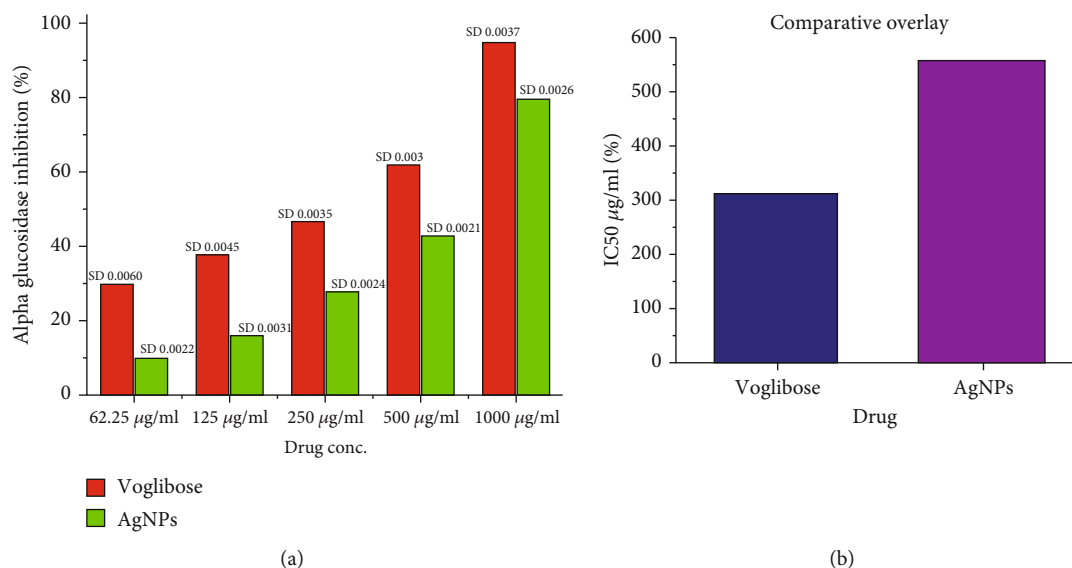 Alpha glucosidase inhibition (%)
100
80
60
40
20
0
SD 0.0060
SD 0.0022
SD 0.0045
SD 0.0031
SD 0.0035
SD 0.0024
SD 0.003
SD 0.0021
SD 0.0037
SD 0.0026
62.25 μg/ml
125 μg/ml
250 μg/ml
500 μg/ml
1000 μg/ml
Drug conc.
Voglibose
AgNPs
(a)
Comparative overlay
IC50 μg/ml (%)
600
550
400
300
200
100
0
Voglibose
AgNPs
Drug
(b)